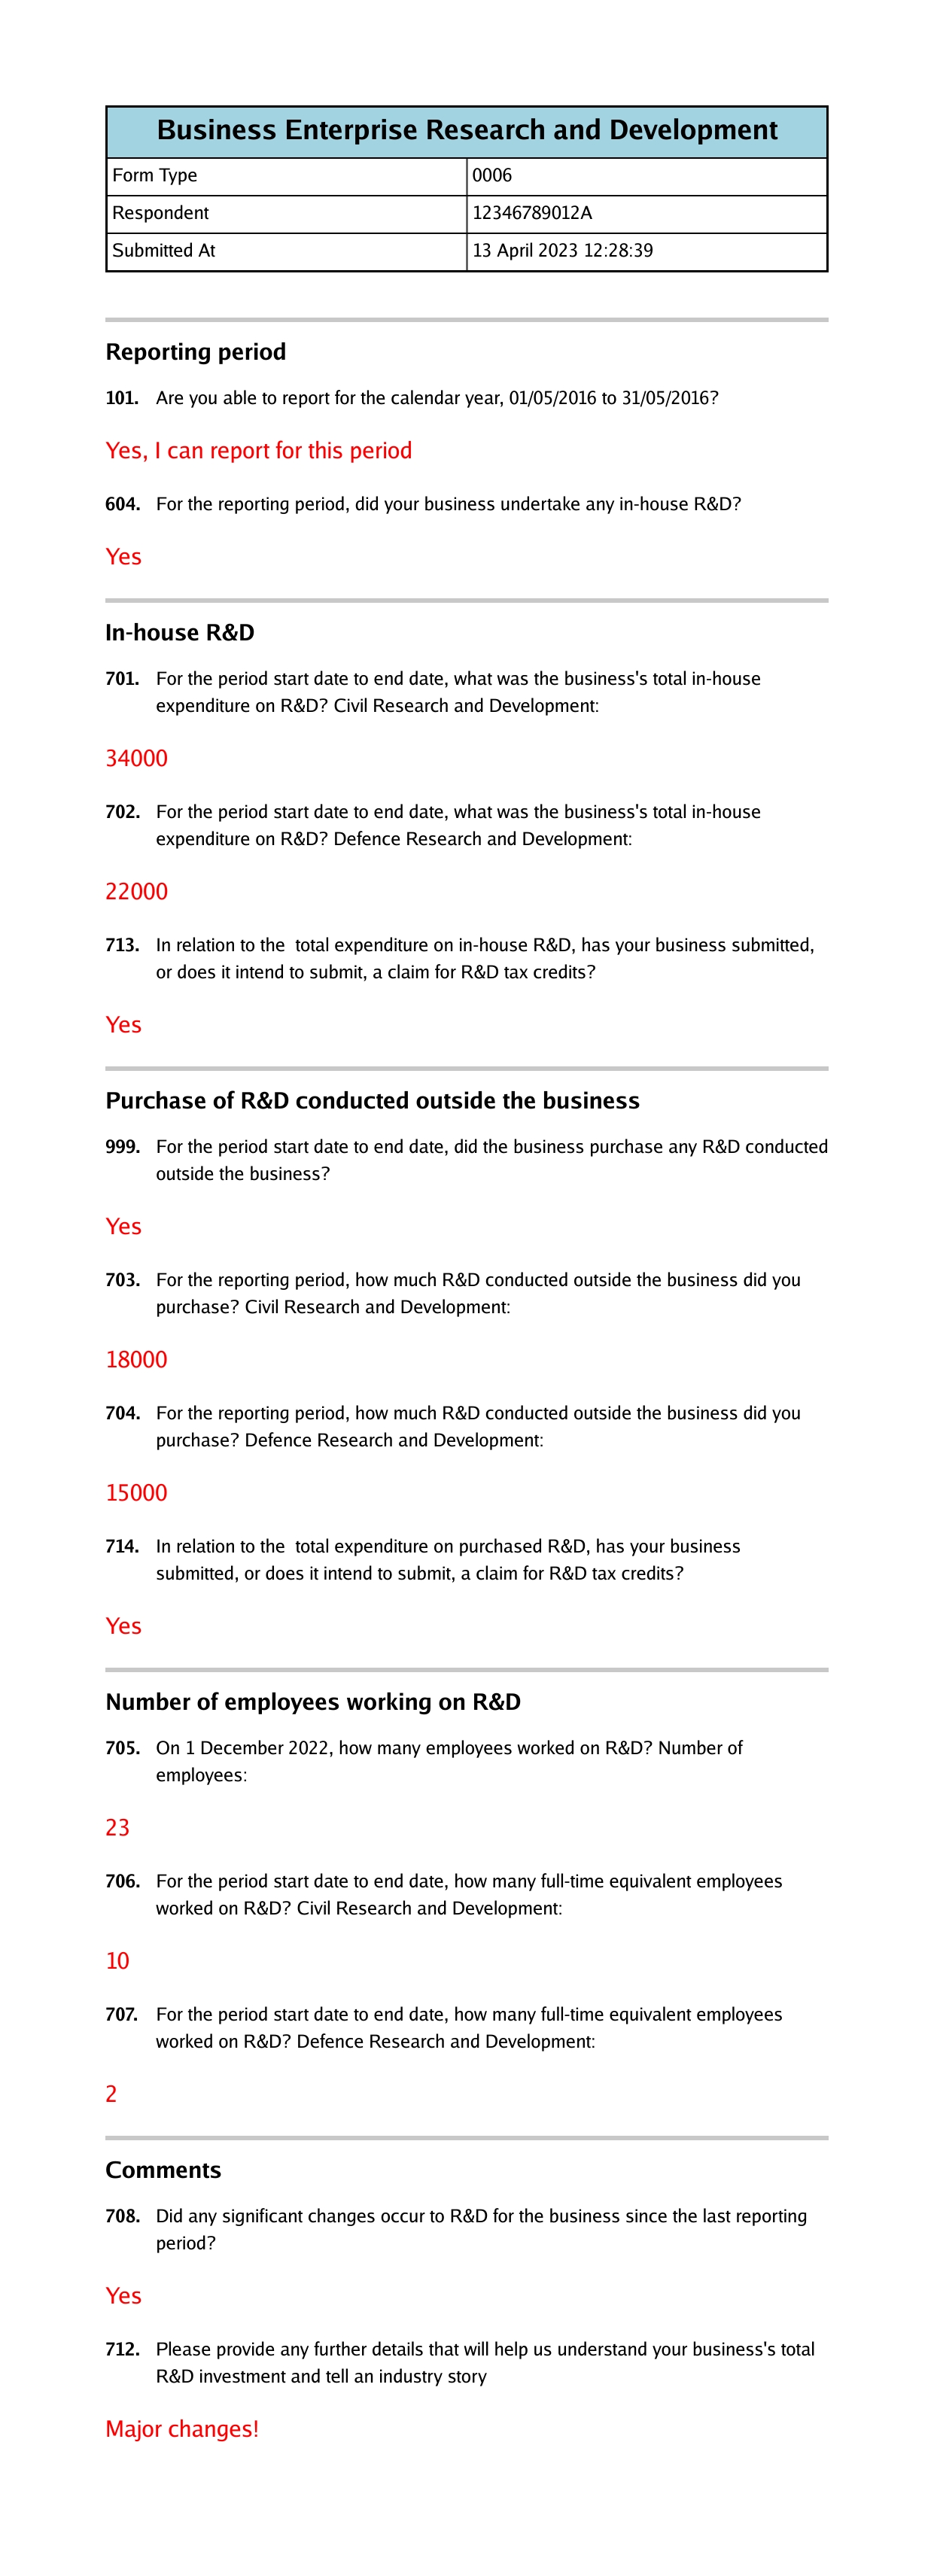 Business Enterprise Research and Development
Form Type 0006
Respondent 12346789012A
Submitted At 13 April 2023 12:28:39
Reporting period
101. Are you able to report for the calendar year, 01/05/2016 to 31/05/2016?
Yes, I can report for this period
604. For the reporting period, did your business undertake any in-house R&D?
Yes
In-house R&D
701. For the period start date to end date, what was the business's total in-house
expenditure on R&D? Civil Research and Development:
34000
702. For the period start date to end date, what was the business's total in-house
expenditure on R&D? Defence Research and Development:
22000
713. In relation to the  total expenditure on in-house R&D, has your business submitted,
or does it intend to submit, a claim for R&D tax credits?
Yes
Purchase of R&D conducted outside the business
999. For the period start date to end date, did the business purchase any R&D conducted
outside the business?
Yes
703. For the reporting period, how much R&D conducted outside the business did you
purchase? Civil Research and Development:
18000
704. For the reporting period, how much R&D conducted outside the business did you
purchase? Defence Research and Development:
15000
714. In relation to the  total expenditure on purchased R&D, has your business
submitted, or does it intend to submit, a claim for R&D tax credits?
Yes
Number of employees working on R&D
705. On 1 December 2022, how many employees worked on R&D? Number of
employees:
23
706. For the period start date to end date, how many full-time equivalent employees
worked on R&D? Civil Research and Development:
10
707. For the period start date to end date, how many full-time equivalent employees
worked on R&D? Defence Research and Development:
2
Comments
708. Did any significant changes occur to R&D for the business since the last reporting
period?
Yes
712. Please provide any further details that will help us understand your business's total
R&D investment and tell an industry story
Major changes!